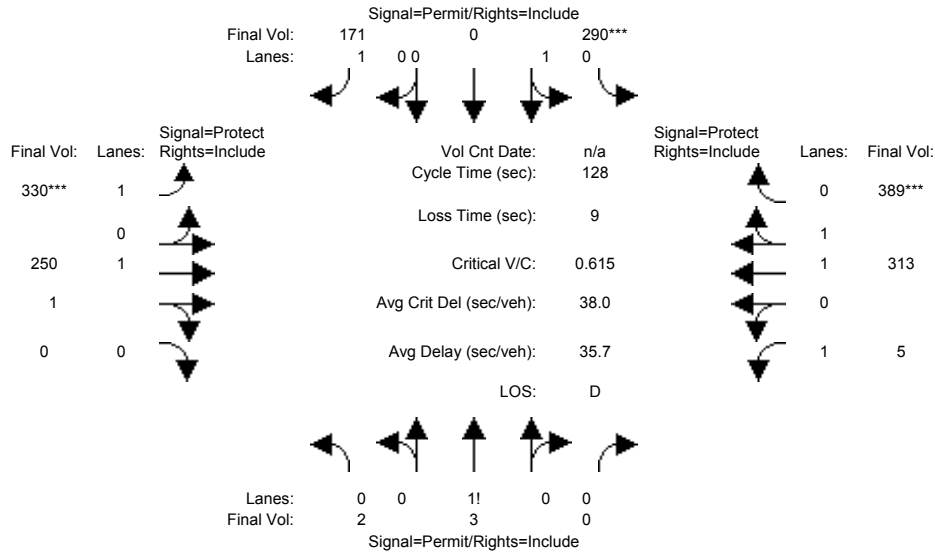 Signal=Permit/Rights=Include
Final Vol: 171 0 290***
Lanes: 1 0 0 1 0
Signal=Protect Signal=Protect
Final Vol: Lanes: Rights=Include Vol Cnt Date: n/a Rights=Include Lanes: Final Vol:
Cycle Time (sec): 128
330*** 1 0 389***
Loss Time (sec): 9
0 1
250 1 Critical V/C: 0.615 1 313
1 Avg Crit Del (sec/veh): 38.0 0
0 0 Avg Delay (sec/veh): 35.7 1 5
LOS: D
Lanes: 0 0 1! 0 0
Final Vol: 2 3 0
Signal=Permit/Rights=Include